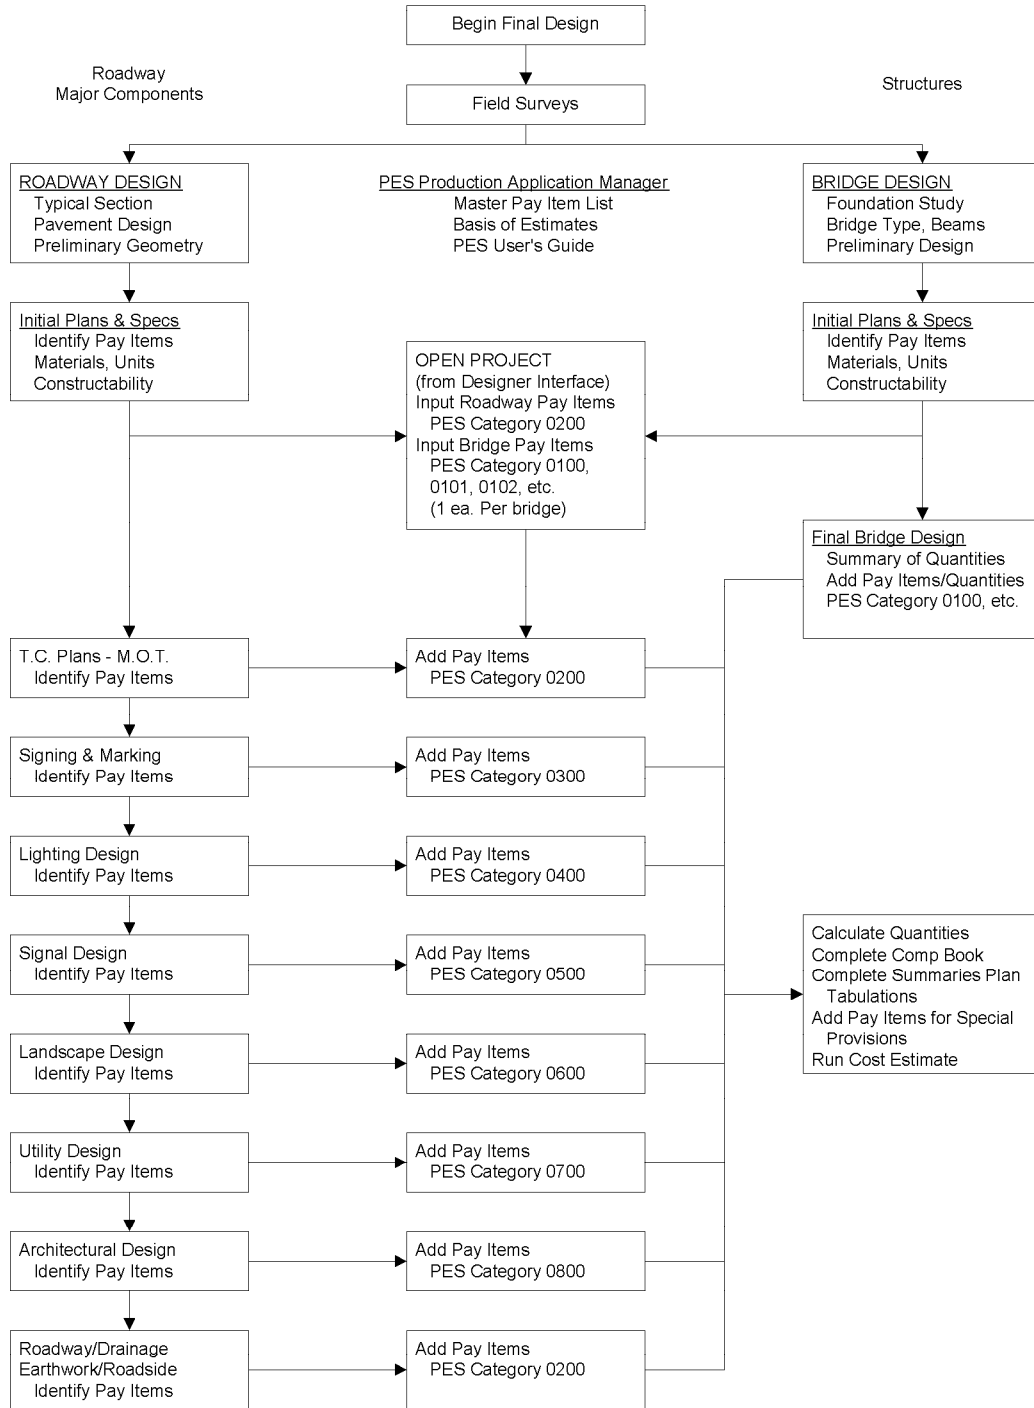 Begin Final Design
Roadway
Major Components
Field Surveys
Structures
ROADWAY DESIGN
Typical Section
Pavement Design
Preliminary Geometry
PES Production Application Manager
Master Pay Item List
Basis of Estimates
PES User's Guide
BRIDGE DESIGN
Foundation Study
Bridge Type, Beams
Preliminary Design
Initial Plans & Specs
Identify Pay Items
Materials, Units
Constructability
OPEN PROJECT
(from Designer Interface)
Input Roadway Pay Items
PES Category 0200
Input Bridge Pay Items
PES Category 0100,
0101, 0102, etc.
(1 ea. Per bridge)
Initial Plans & Specs
Identify Pay Items
Materials, Units
Constructability
Final Bridge Design
Summary of Quantities
Add Pay Items/Quantities
PES Category 0100, etc.
T.C. Plans - M.O.T.
Identify Pay Items
Add Pay Items
PES Category 0200
Signing & Marking
Identify Pay Items
Add Pay Items
PES Category 0300
Lighting Design
Identify Pay Items
Add Pay Items
PES Category 0400
Signal Design
Identify Pay Items
Add Pay Items
PES Category 0500
Calculate Quantities
Complete Comp Book
Complete Summaries Plan
Tabulations
Add Pay Items for Special
Provisions
Run Cost Estimate
Landscape Design
Identify Pay Items
Add Pay Items
PES Category 0600
Utility Design
Identify Pay Items
Add Pay Items
PES Category 0700
Architectural Design
Identify Pay Items
Add Pay Items
PES Category 0800
Roadway/Drainage
Earthwork/Roadside
Identify Pay Items
Add Pay Items
PES Category 0200